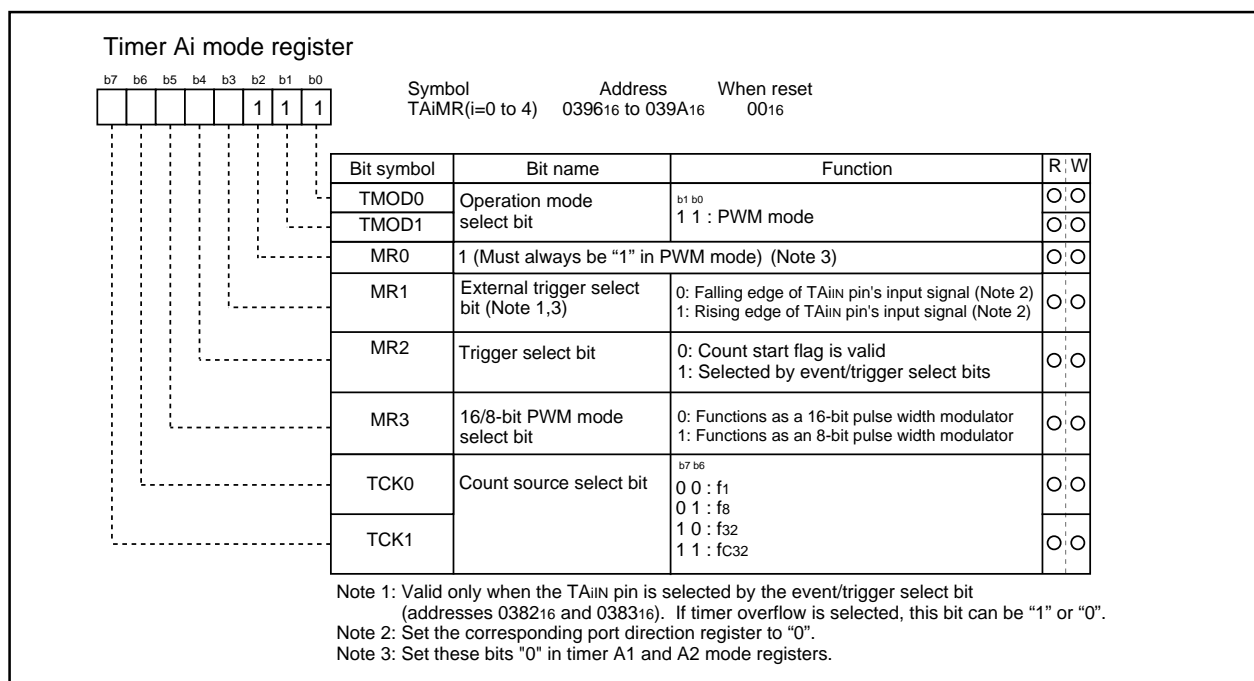 Timer Ai mode register
b7 b6 b5 b4 b3 b2 b1 b0
1 1 1
Symbol Address When reset
TAiMR(i=0 to 4) 039616 to 039A16 0016
Bit symbol Bit name Function R W
TMOD0
TMOD1
Operation mode
select bit
b1 b0
1 1 : PWM mode
MR0 1 (Must always be “1” in PWM mode) (Note 3)
MR1
External trigger select
bit (Note 1,3)
0: Falling edge of TAiIN pin's input signal (Note 2)
1: Rising edge of TAiIN pin's input signal (Note 2)
MR2
Trigger select bit
0: Count start flag is valid
1: Selected by event/trigger select bits
MR3
16/8-bit PWM mode
select bit
0: Functions as a 16-bit pulse width modulator
1: Functions as an 8-bit pulse width modulator
TCK0
TCK1
Count source select bit
b7 b6
0 0 : f1
0 1 : f8
1 0 : f32
1 1 : fC32
Note 1: Valid only when the TAiIN pin is selected by the event/trigger select bit
(addresses 038216 and 038316). If timer overflow is selected, this bit can be “1” or “0”.
Note 2: Set the corresponding port direction register to “0”.
Note 3: Set these bits "0" in timer A1 and A2 mode registers.